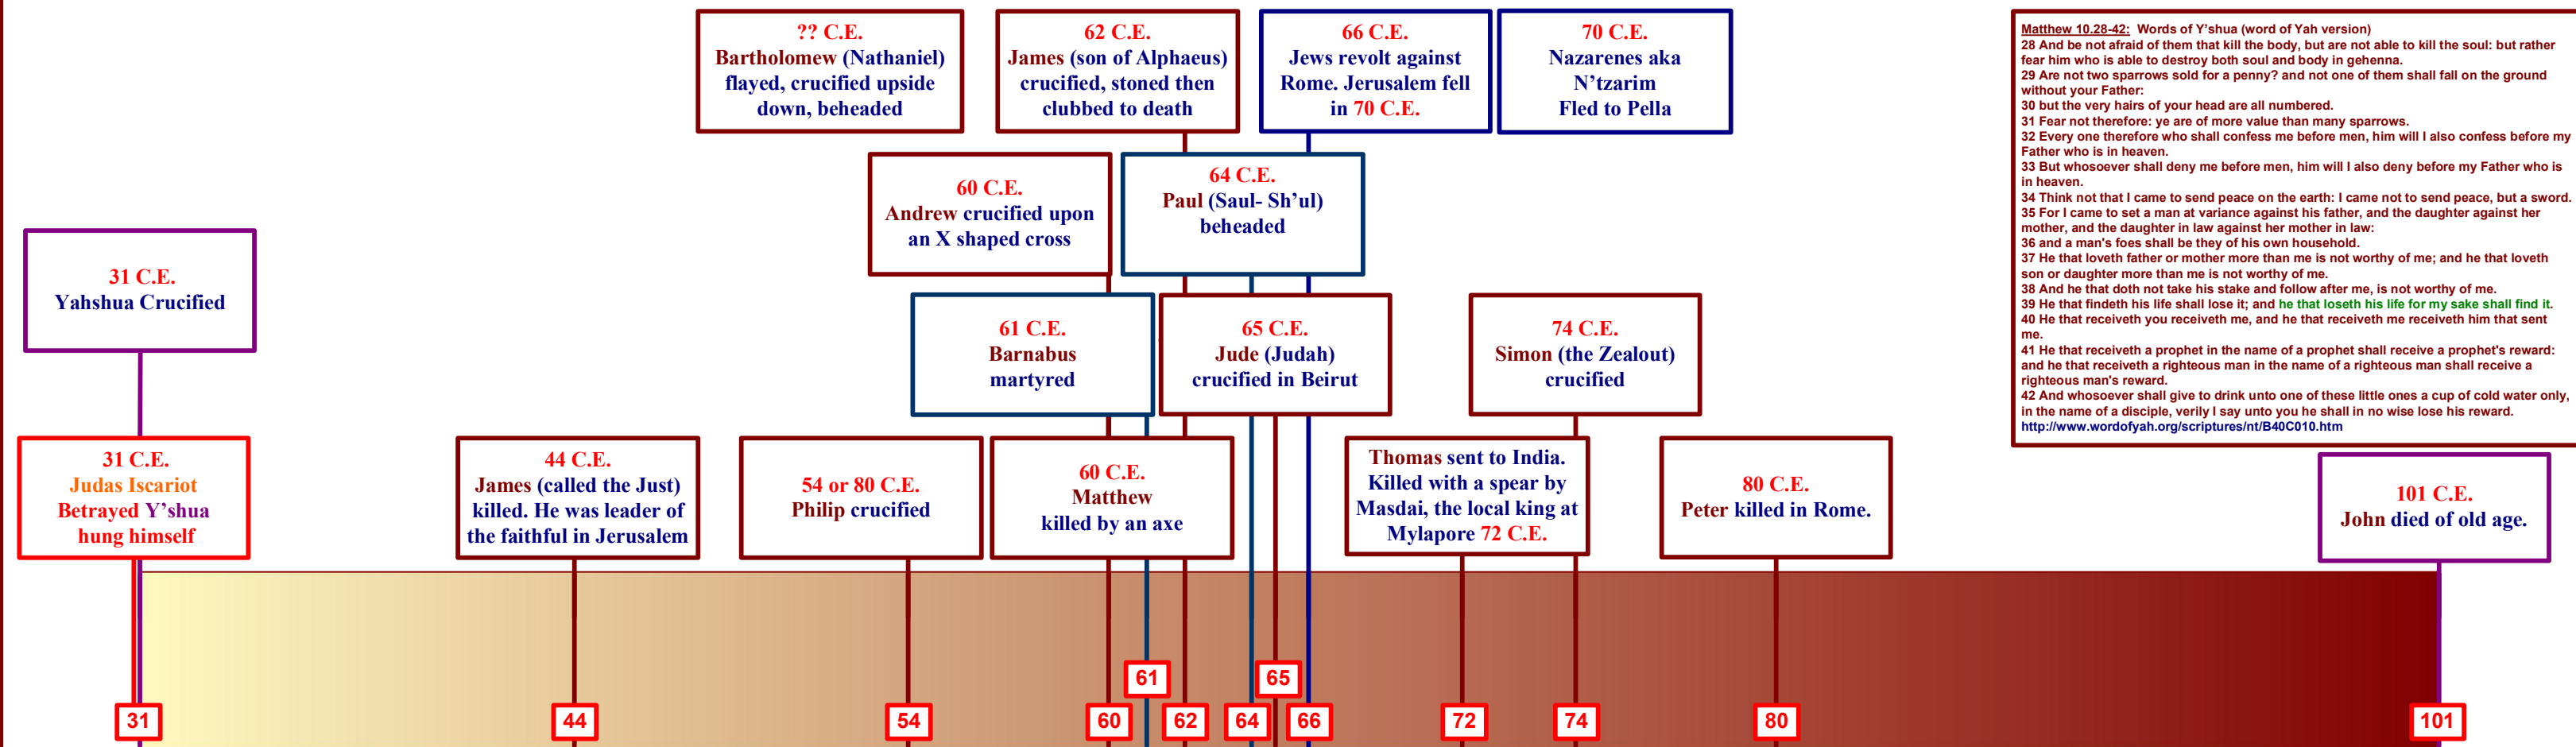 ?? C.E.
Bartholomew (Nathaniel)
flayed, crucified upside
down, beheaded
62 C.E.
James (son of Alphaeus)
crucified, stoned then
clubbed to death
66 C.E.
Jews revolt against
Rome. Jerusalem fell
in 70 C.E.
70 C.E.
Nazarenes aka
N’tzarim
Fled to Pella
Matthew 10.28-42: Words of Y’shua (word of Yah version)
28 And be not afraid of them that kill the body, but are not able to kill the soul: but rather
fear him who is able to destroy both soul and body in gehenna.
29 Are not two sparrows sold for a penny? and not one of them shall fall on the ground
without your Father:
30 but the very hairs of your head are all numbered.
31 Fear not therefore: ye are of more value than many sparrows.
32 Every one therefore who shall confess me before men, him will I also confess before my
Father who is in heaven.
33 But whosoever shall deny me before men, him will I also deny before my Father who is
in heaven.
34 Think not that I came to send peace on the earth: I came not to send peace, but a sword.
35 For I came to set a man at variance against his father, and the daughter against her
mother, and the daughter in law against her mother in law:
36 and a man's foes shall be they of his own household.
37 He that loveth father or mother more than me is not worthy of me; and he that loveth
son or daughter more than me is not worthy of me.
38 And he that doth not take his stake and follow after me, is not worthy of me.
39 He that findeth his life shall lose it; and he that loseth his life for my sake shall find it.
40 He that receiveth you receiveth me, and he that receiveth me receiveth him that sent
me.
41 He that receiveth a prophet in the name of a prophet shall receive a prophet's reward:
and he that receiveth a righteous man in the name of a righteous man shall receive a
righteous man's reward.
42 And whosoever shall give to drink unto one of these little ones a cup of cold water only,
in the name of a disciple, verily I say unto you he shall in no wise lose his reward.
http://www.wordofyah.org/scriptures/nt/B40C010.htm
60 C.E.
Andrew crucified upon
an X shaped cross
64 C.E.
Paul (Saul- Sh’ul)
beheaded
31 C.E.
Yahshua Crucified
61 C.E.
Barnabus
martyred
65 C.E.
Jude (Judah)
crucified in Beirut
74 C.E.
Simon (the Zealout)
crucified
31 C.E.
Judas Iscariot
Betrayed Y’shua
hung himself
44 C.E.
James (called the Just)
killed. He was leader of
the faithful in Jerusalem
54 or 80 C.E.
Philip crucified
60 C.E.
Matthew
killed by an axe
Thomas sent to India.
Killed with a spear by
Masdai, the local king at
Mylapore 72 C.E.
80 C.E.
Peter killed in Rome.
101 C.E.
John died of old age.
61
65
31
44
54
60
62
64
66
72
74
80
101